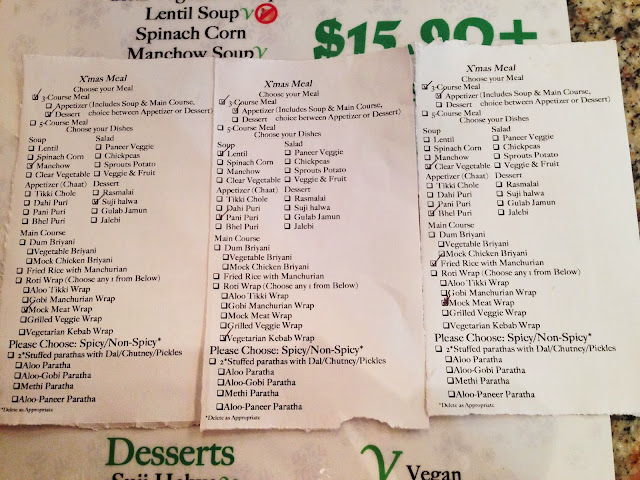 Lentil Soup V
Spinach Corn
Manchow Soup V
$15.90+
X'mas Meal
Choose your Meal
3-Course Meal
Appetizer (Includes Soup & Main Course,
Dessert choice between Appetizer or Dessert)
5-Course Meal
Choose your Dishes
Soup Salad
Lentil Paneer Veggie
Spinach Corn Chickpeas
Manchow Sprouts Potato
Clear Vegetable Veggie & Fruit
Appetizer (Chaat) Dessert
Tikki Chole Rasmalai
Dahi Puri Suji halwa
Pani Puri Gulab Jamun
Bhel Puri Jalebi
Main Course
Dum Briyani
Vegetable Briyani
Mock Chicken Briyani
Fried Rice with Manchurian
Roti Wrap (Choose any 1 from Below)
Aloo Tikki Wrap
Gobi Manchurian Wrap
Mock Meat Wrap
Grilled Veggie Wrap
Vegetarian Kebab Wrap
Please Choose: Spicy/Non-Spicy*
2*Stuffed parathas with Dal/Chutney/Pickles
Aloo Paratha
Aloo-Gobi Paratha
Methi Paratha
Aloo-Paneer Paratha
*Delete as Appropriate
X'mas Meal
Choose your Meal
3-Course Meal
Appetizer (Includes Soup & Main Course,
Dessert choice between Appetizer or Dessert)
5-Course Meal
Choose your Dishes
Soup Salad
Lentil Paneer Veggie
Spinach Corn Chickpeas
Manchow Sprouts Potato
Clear Vegetable Veggie & Fruit
Appetizer (Chaat) Dessert
Tikki Chole Rasmalai
Dahi Puri Suji halwa
Pani Puri Gulab Jamun
Bhel Puri Jalebi
Main Course
Dum Briyani
Vegetable Briyani
Mock Chicken Briyani
Fried Rice with Manchurian
Roti Wrap (Choose any 1 from Below)
Aloo Tikki Wrap
Gobi Manchurian Wrap
Mock Meat Wrap
Grilled Veggie Wrap
Vegetarian Kebab Wrap
Please Choose: Spicy/Non-Spicy*
2*Stuffed parathas with Dal/Chutney/Pickles
Aloo Paratha
Aloo-Gobi Paratha
Methi Paratha
Aloo-Paneer Paratha
*Delete as Appropriate
X'mas Meal
Choose your Meal
3-Course Meal
Appetizer (Includes Soup & Main Course,
Dessert choice between Appetizer or Dessert)
5-Course Meal
Choose your Dishes
Soup Salad
Lentil Paneer Veggie
Spinach Corn Chickpeas
Manchow Sprouts Potato
Clear Vegetable Veggie & Fruit
Appetizer (Chaat) Dessert
Tikki Chole Rasmalai
Dahi Puri Suji halwa
Pani Puri Gulab Jamun
Bhel Puri Jalebi
Main Course
Dum Briyani
Vegetable Briyani
Mock Chicken Briyani
Fried Rice with Manchurian
Roti Wrap (Choose any 1 from Below)
Aloo Tikki Wrap
Gobi Manchurian Wrap
Mock Meat Wrap
Grilled Veggie Wrap
Vegetarian Kebab Wrap
Please Choose: Spicy/Non-Spicy*
2*Stuffed parathas with Dal/Chutney/Pickles
Aloo Paratha
Aloo-Gobi Paratha
Methi Paratha
Aloo-Paneer Paratha
*Delete as Appropriate
Desserts
V Vegan